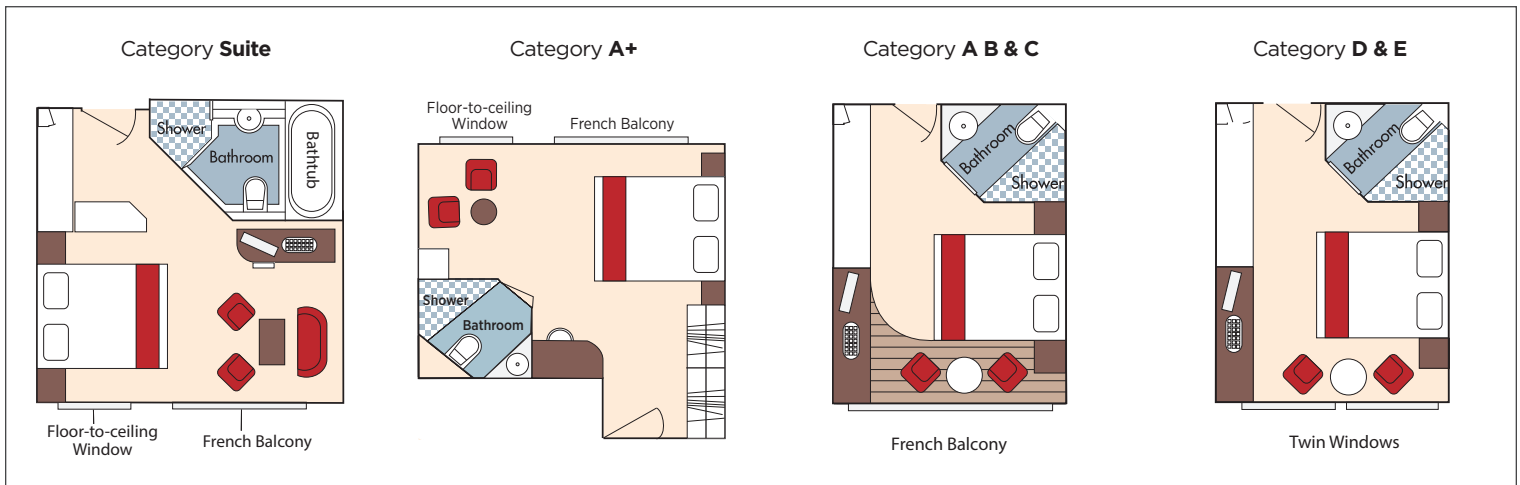 Category Suite
Shower
Bathroom
Bathtub
Floor-to-ceiling
Window
French Balcony
Category A+
Floor-to-ceiling
Window
French Balcony
Shower
Bathroom
Category A B & C
Bathroom
Shower
French Balcony
Category D & E
Bathroom
Shower
Twin Windows